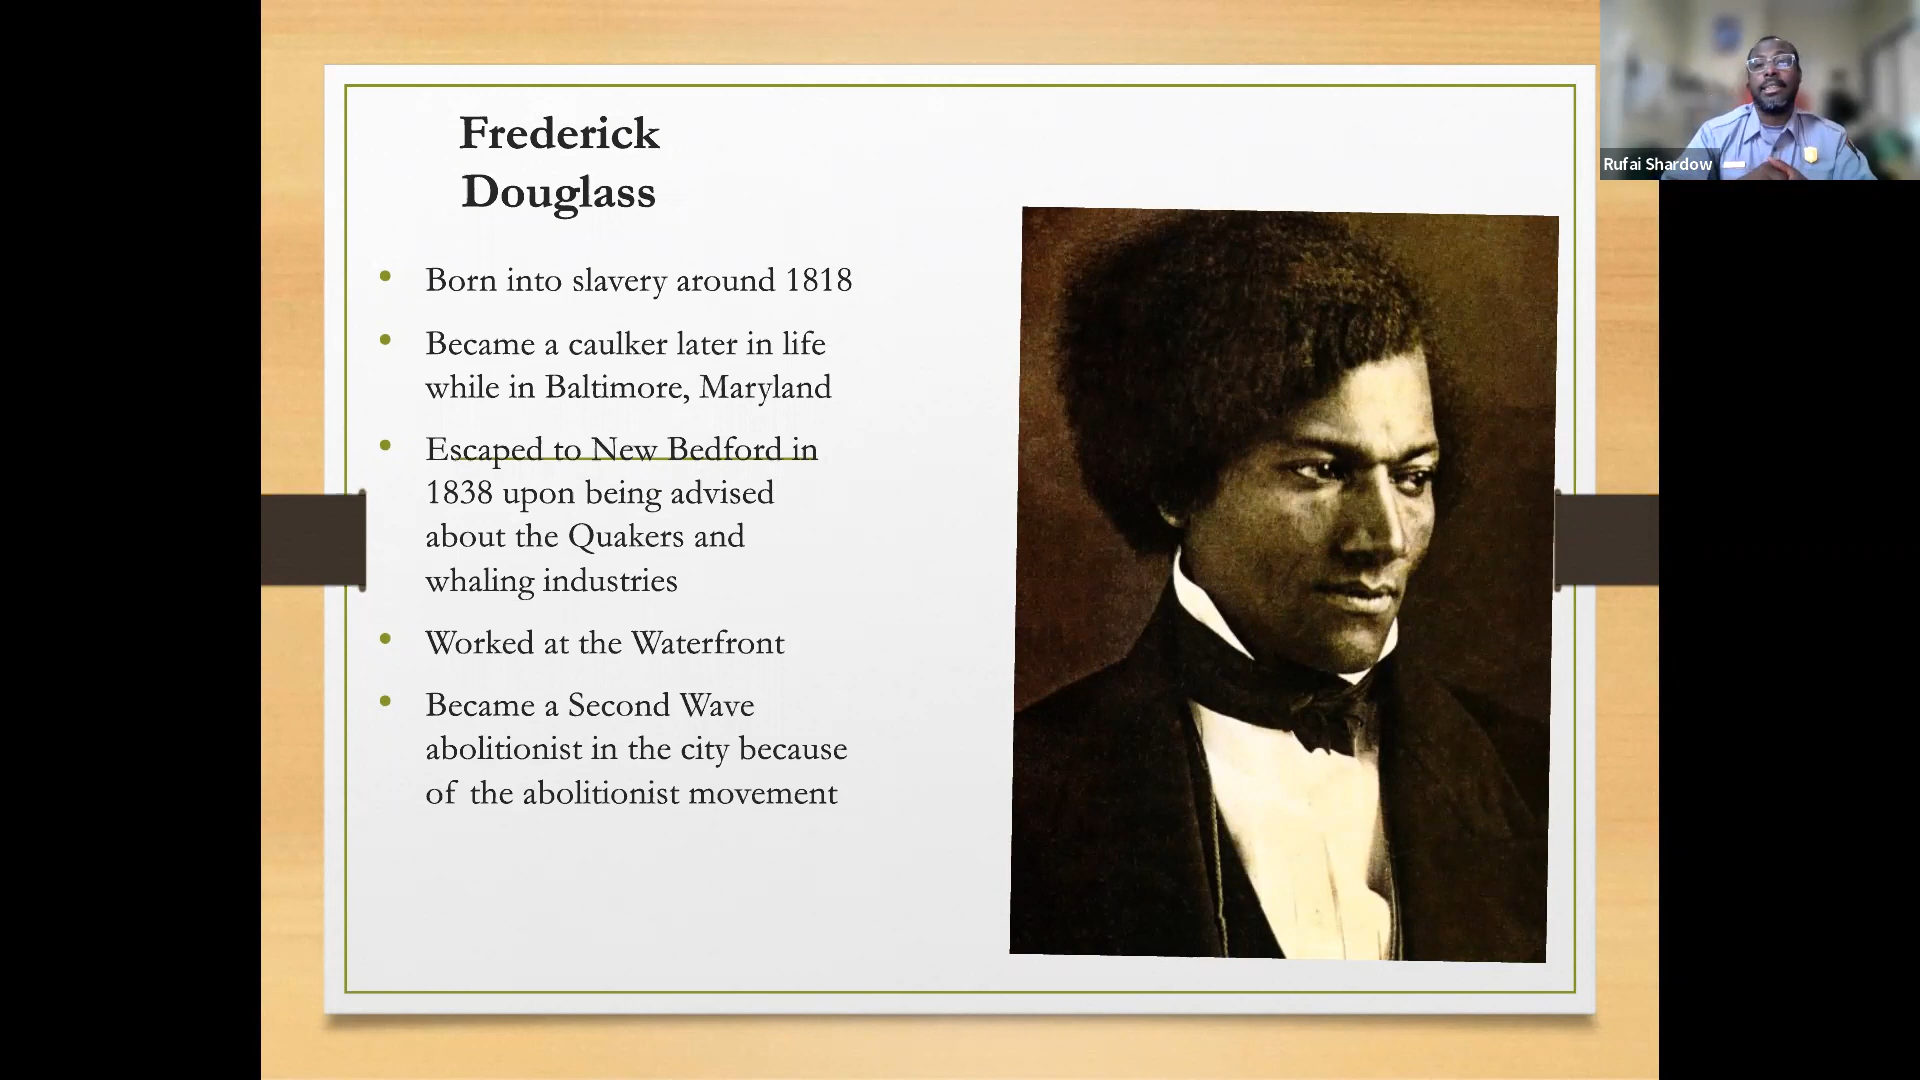 Frederick
Douglass
• Born into slavery around 1818
• Became a caulker later in life
while in Baltimore, Maryland
• Escaped to New Bedford in
1838 upon being advised
about the Quakers and
whaling industries
• Worked at the Waterfront
• Became a Second Wave
abolitionist in the city because
of the abolitionist movement
Rufai Shardow